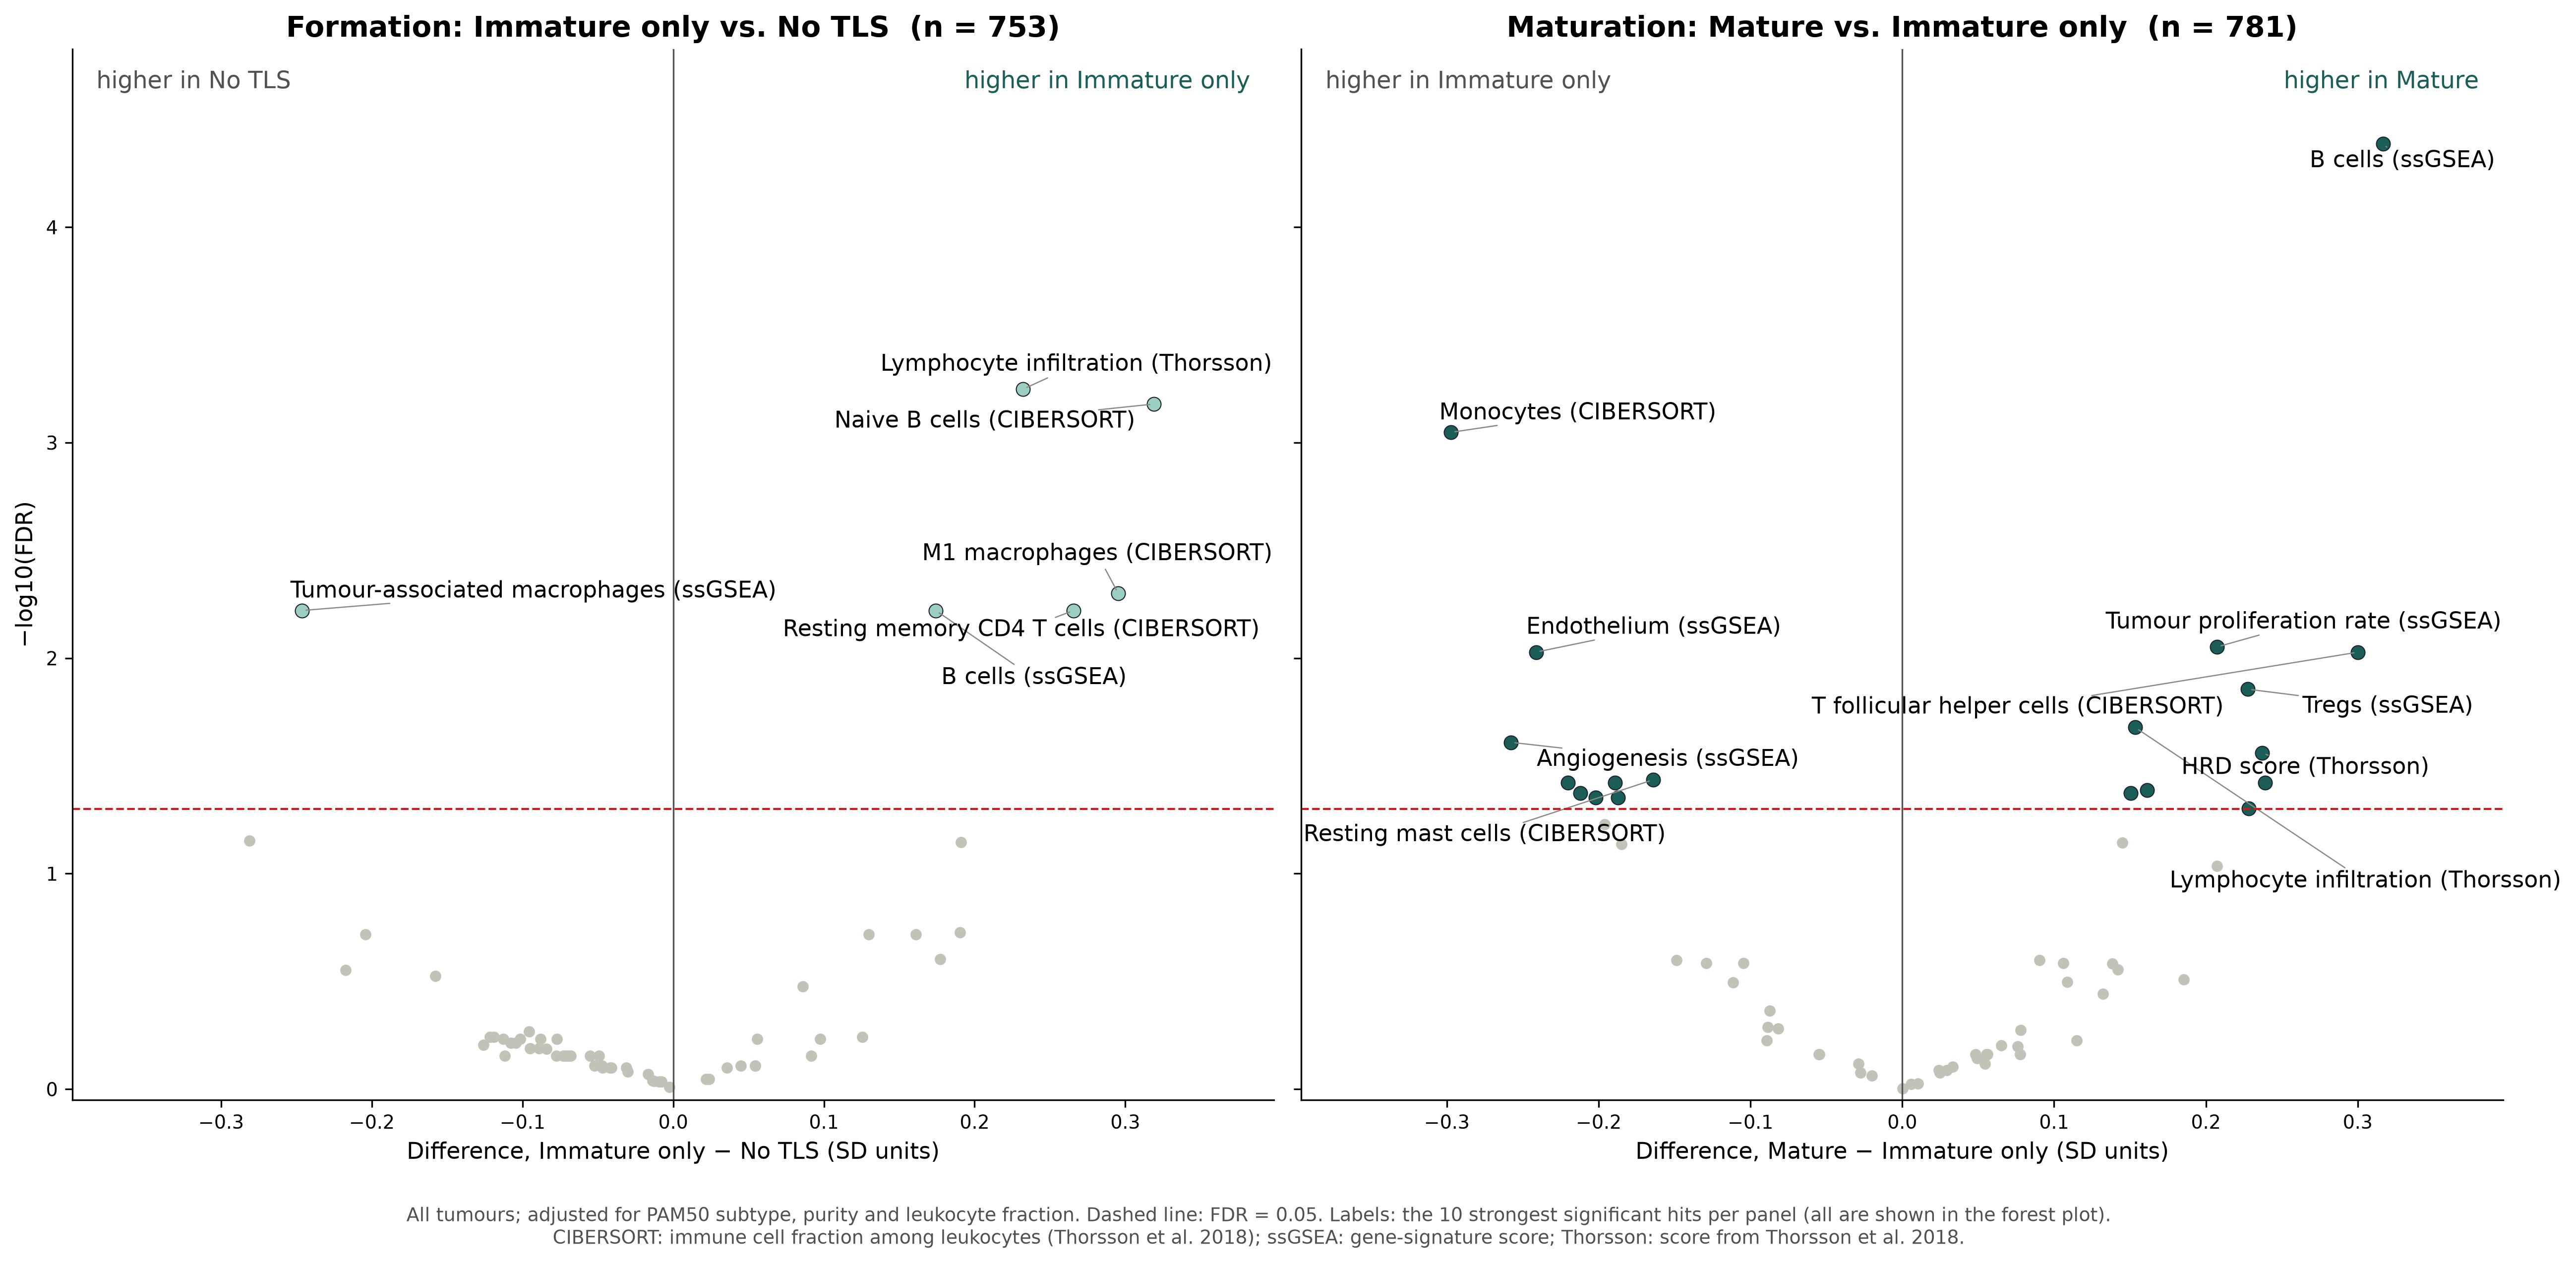 Formation: Immature only vs. No TLS (n = 753)
higher in No TLS
higher in Immature only
Lymphocyte infiltration (Thorsson)
Naive B cells (CIBERSORT)
M1 macrophages (CIBERSORT)
Tumour-associated macrophages (ssGSEA)
Resting memory CD4 T cells (CIBERSORT)
B cells (ssGSEA)
−log10(FDR)
4
3
2
1
0
−0.3
−0.2
−0.1
0.0
0.1
0.2
0.3
Difference, Immature only − No TLS (SD units)
Maturation: Mature vs. Immature only (n = 781)
higher in Immature only
higher in Mature
B cells (ssGSEA)
Monocytes (CIBERSORT)
Endothelium (ssGSEA)
Tumour proliferation rate (ssGSEA)
T follicular helper cells (CIBERSORT)
Tregs (ssGSEA)
Angiogenesis (ssGSEA)
HRD score (Thorsson)
Resting mast cells (CIBERSORT)
Lymphocyte infiltration (Thorsson)
−0.3
−0.2
−0.1
0.0
0.1
0.2
0.3
Difference, Mature − Immature only (SD units)
All tumours; adjusted for PAM50 subtype, purity and leukocyte fraction. Dashed line: FDR = 0.05. Labels: the 10 strongest significant hits per panel (all are shown in the forest plot).
CIBERSORT: immune cell fraction among leukocytes (Thorsson et al. 2018); ssGSEA: gene-signature score; Thorsson: score from Thorsson et al. 2018.